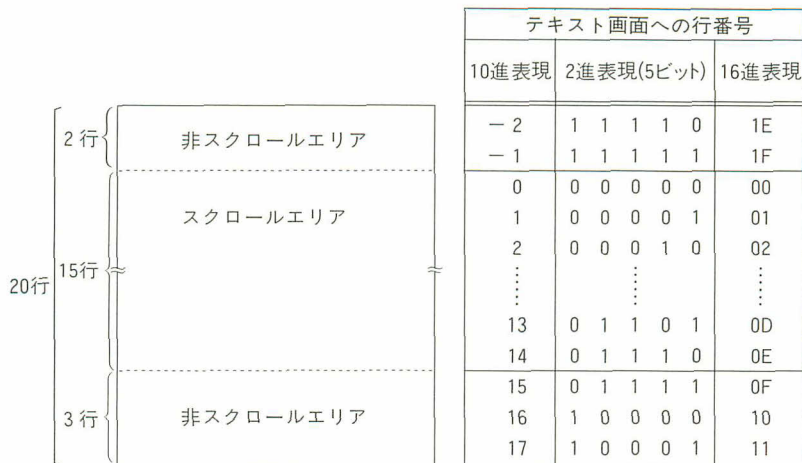 テキスト画面への行番号
10進表現 2進表現(5ビット) 16進表現
2行 非スクロールエリア −2 1 1 1 1 0 1E
−1 1 1 1 1 1 1F
0 0 0 0 0 0 00
スクロールエリア 1 0 0 0 0 1 01
2 0 0 0 1 0 02
20行 15行 ≈ ≈ …… …… ……
13 0 1 1 0 1 0D
14 0 1 1 1 0 0E
15 0 1 1 1 1 0F
3行 非スクロールエリア 16 1 0 0 0 0 10
17 1 0 0 0 1 11